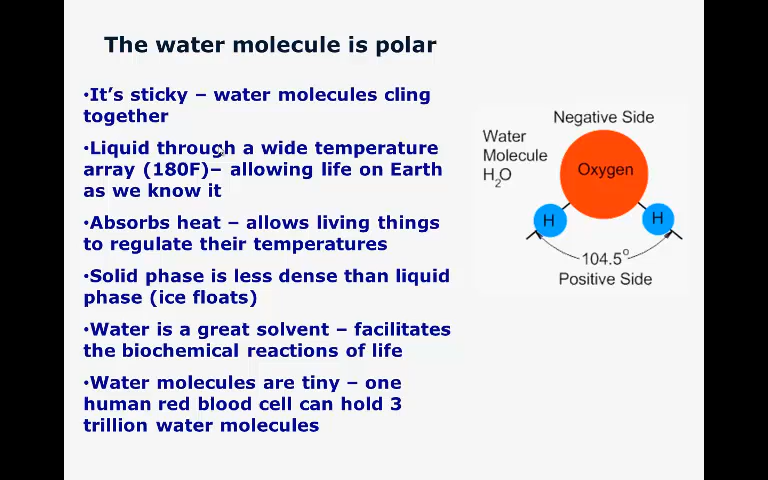 The water molecule is polar
•It's sticky – water molecules cling
together
•Liquid through a wide temperature
array (180F)– allowing life on Earth
as we know it
•Absorbs heat – allows living things
to regulate their temperatures
•Solid phase is less dense than liquid
phase (ice floats)
•Water is a great solvent – facilitates
the biochemical reactions of life
•Water molecules are tiny – one
human red blood cell can hold 3
trillion water molecules
Negative Side
Water
Molecule
H₂O
Oxygen
H
H
104.5°
Positive Side